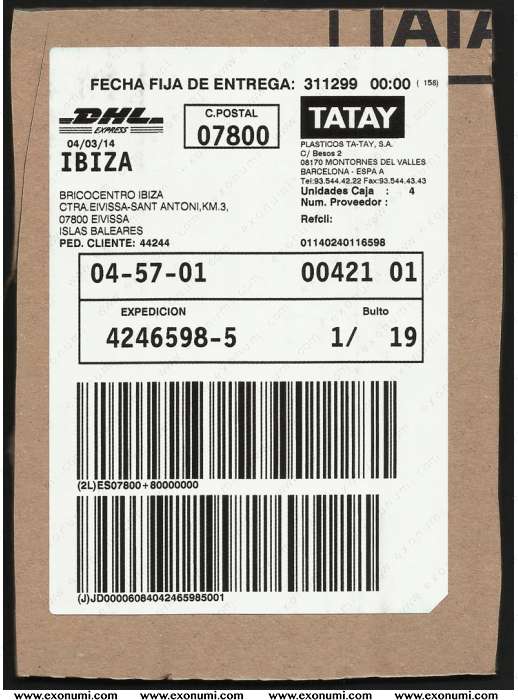 TATAY
FECHA FIJA DE ENTREGA: 311299 00:00 ( 158)
DHL
EXPRESS
04/03/14
IBIZA
C.POSTAL
07800
TATAY
PLASTICOS TA-TAY, S.A.
C/ Besos 2
08170 MONTORNES DEL VALLES
BARCELONA - ESPA A
Tel:93.544.42.22 Fax:93.544.43.43
Unidades Caja : 4
Num. Proveedor :
Refcli:
BRICOCENTRO IBIZA
CTRA.EIVISSA-SANT ANTONI,KM.3,
07800 EIVISSA
ISLAS BALEARES
PED. CLIENTE: 44244
01140240116598
04-57-01 00421 01
EXPEDICION Bulto
4246598-5 1/ 19
(2L)ES07800+80000000
(J)JD00006084042465985001
www.exonumi.com www.exonumi.com www.exonumi.com www.exonumi.com